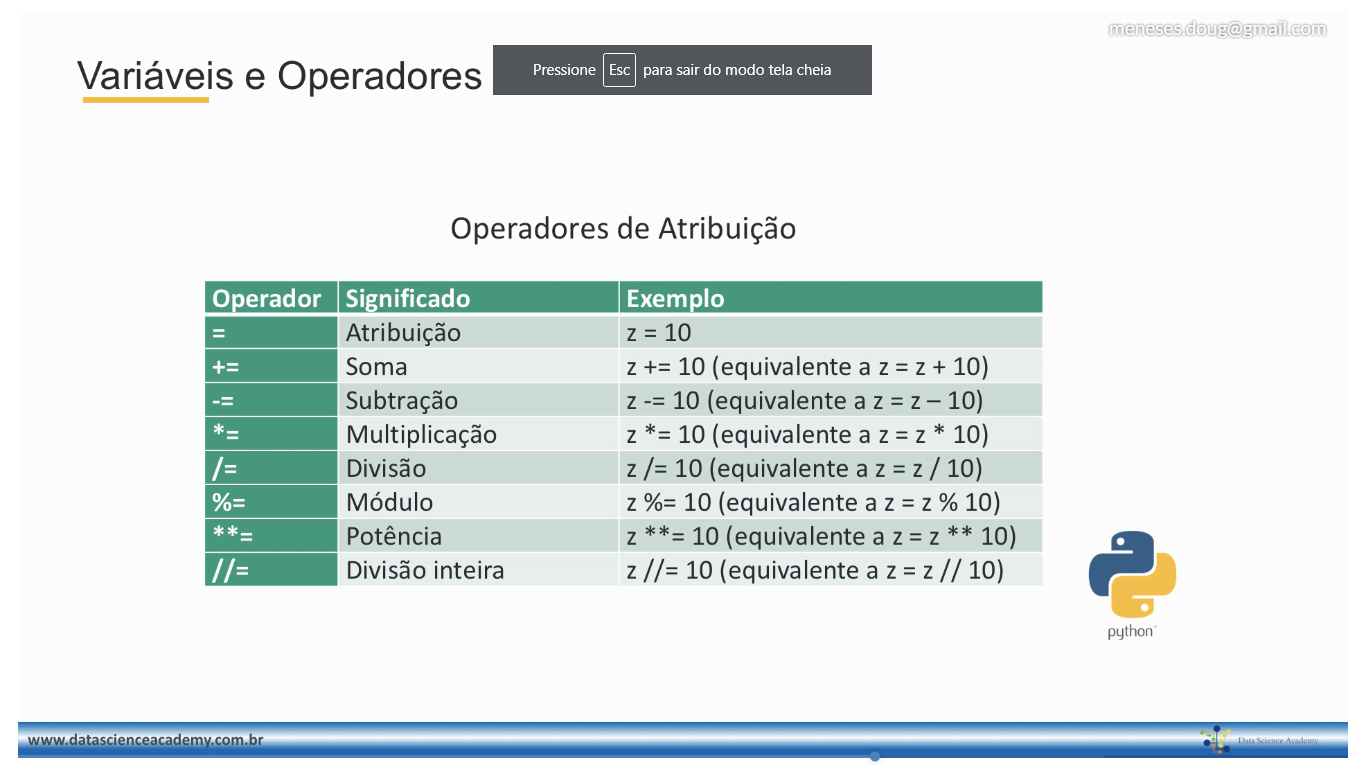 meneses.doug@gmail.com
Variáveis e Operadores
Pressione Esc para sair do modo tela cheia
Operadores de Atribuição
Operador Significado Exemplo
= Atribuição z = 10
+= Soma z += 10 (equivalente a z = z + 10)
-= Subtração z -= 10 (equivalente a z = z – 10)
*= Multiplicação z *= 10 (equivalente a z = z * 10)
/= Divisão z /= 10 (equivalente a z = z / 10)
%= Módulo z %= 10 (equivalente a z = z % 10)
**= Potência z **= 10 (equivalente a z = z ** 10)
//= Divisão inteira z //= 10 (equivalente a z = z // 10)
python™
www.datascienceacademy.com.br
Data Science Academy